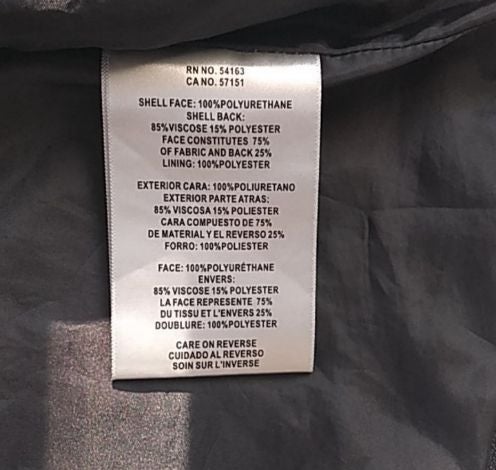 RN NO. 54163
CA NO. 57151
SHELL FACE: 100%POLYURETHANE
SHELL BACK:
85%VISCOSE 15% POLYESTER
FACE CONSTITUTES 75%
OF FABRIC AND BACK 25%
LINING: 100%POLYESTER
EXTERIOR CARA: 100%POLIURETANO
EXTERIOR PARTE ATRAS:
85% VISCOSA 15% POLIESTER
CARA COMPUESTO DE 75%
DE MATERIAL Y EL REVERSO 25%
FORRO: 100%POLIESTER
FACE: 100%POLYURÉTHANE
ENVERS:
85% VISCOSE 15% POLYESTER
LA FACE REPRESENTE 75%
DU TISSU ET L'ENVERS 25%
DOUBLURE: 100%POLYESTER
CARE ON REVERSE
CUIDADO AL REVERSO
SOIN SUR L'INVERSE